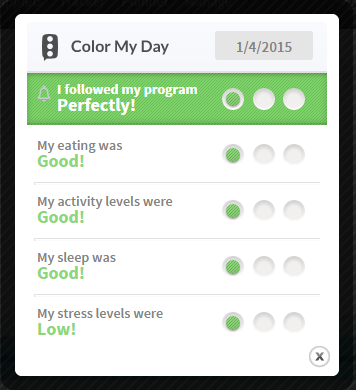 Color My Day
1/4/2015
I followed my program
Perfectly!
My eating was
Good!
My activity levels were
Good!
My sleep was
Good!
My stress levels were
Low!
x